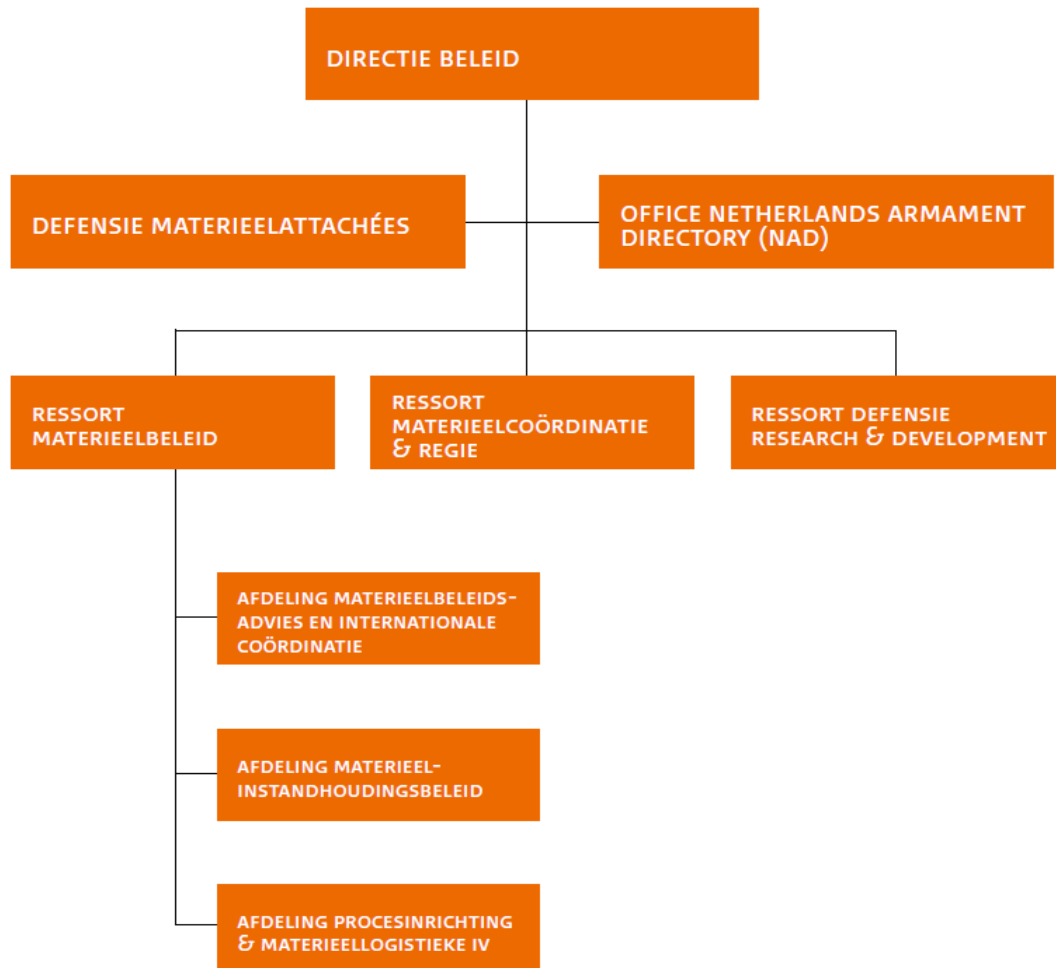 DIRECTIE BELEID
DEFENSIE MATERIEELATTACHÉES
OFFICE NETHERLANDS ARMAMENT
DIRECTORY (NAD)
RESSORT
MATERIEELBELEID
RESSORT
MATERIEELCOÖRDINATIE
& REGIE
RESSORT DEFENSIE
RESEARCH & DEVELOPMENT
AFDELING MATERIEELBELEIDS-
ADVIES EN INTERNATIONALE
COÖRDINATIE
AFDELING MATERIEEL-
INSTANDHOUDINGSBELEID
AFDELING PROCESINRICHTING
& MATERIEELLOGISTIEKE IV